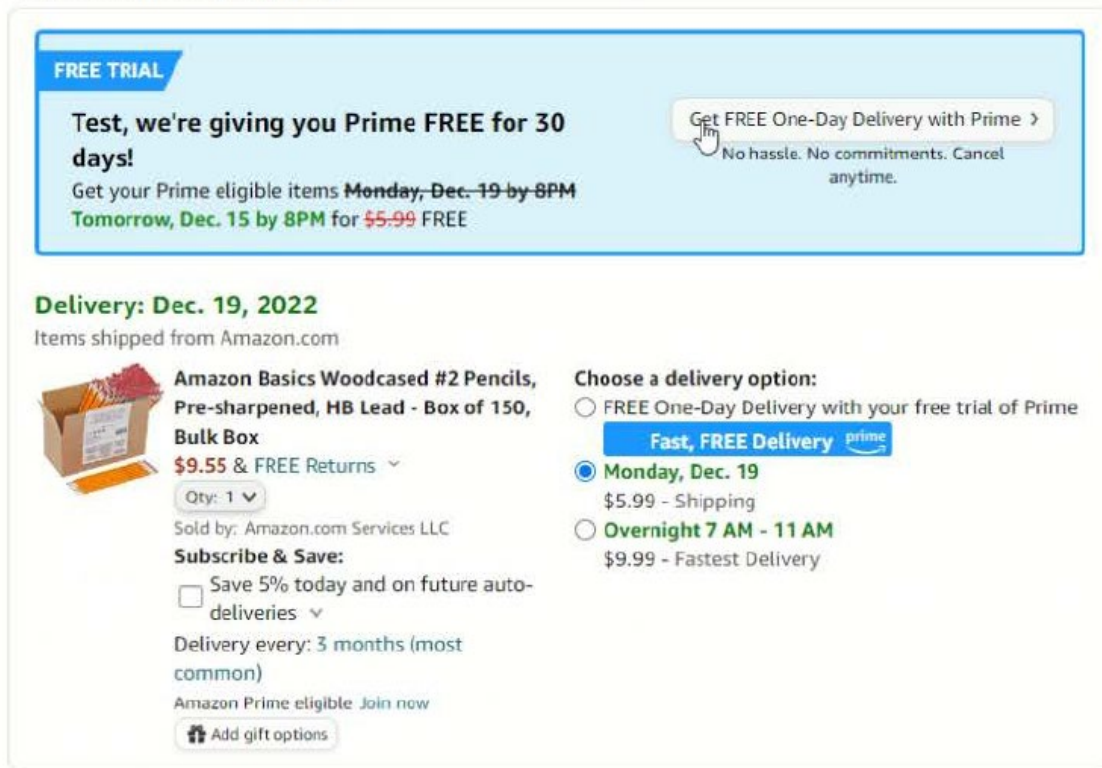 FREE TRIAL
Test, we're giving you Prime FREE for 30
days!
Get your Prime eligible items Monday, Dec. 19 by 8PM
Tomorrow, Dec. 15 by 8PM for $5.99 FREE
Get FREE One-Day Delivery with Prime >
No hassle. No commitments. Cancel
anytime.
Delivery: Dec. 19, 2022
Items shipped from Amazon.com
Amazon Basics Woodcased #2 Pencils,
Pre-sharpened, HB Lead - Box of 150,
Bulk Box
$9.55 & FREE Returns
Qty: 1
Sold by: Amazon.com Services LLC
Subscribe & Save:
Save 5% today and on future auto-
deliveries
Delivery every: 3 months (most
common)
Amazon Prime eligible Join now
Add gift options
Choose a delivery option:
FREE One-Day Delivery with your free trial of Prime
Fast, FREE Delivery prime
Monday, Dec. 19
$5.99 - Shipping
Overnight 7 AM - 11 AM
$9.99 - Fastest Delivery